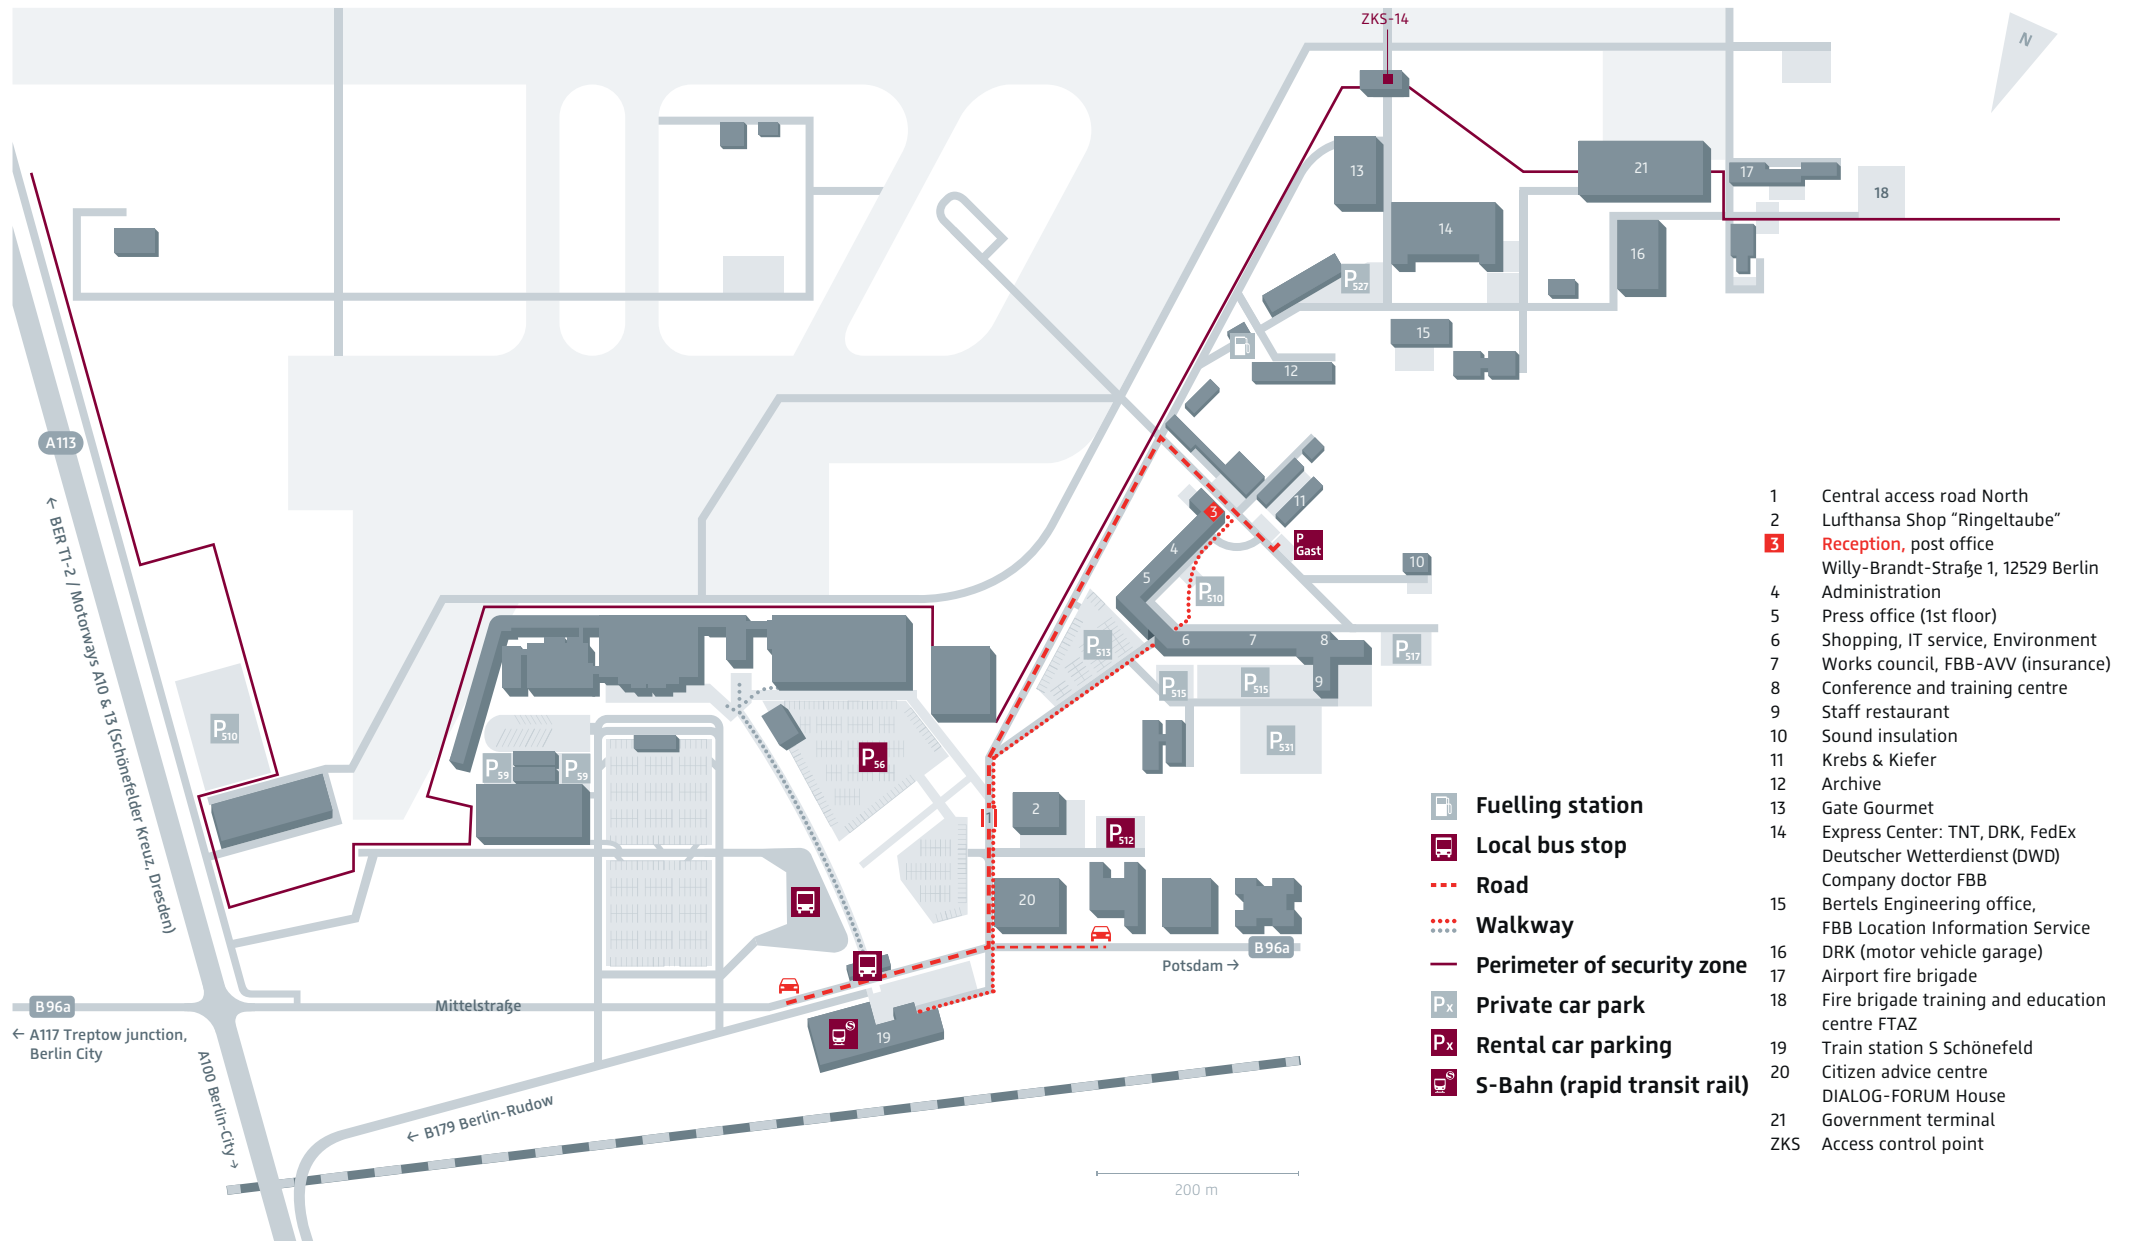 ZKS-14
N
21
17
18
13
14
16
P527
15
12
A113
← BER T1-2 / Motorways A10 & 13 (Schönefelder Kreuz, Dresden)
11
3
4
P
Gast
5
10
P510
P513
6
7
8
P517
P515
P515
9
P510
P531
P59
P59
P56
1
2
P512
20
B96a
Potsdam →
B96a
Mittelstraße
← A117 Treptow junction,
Berlin City
S
19
A100 Berlin-City →
← B179 Berlin-Rudow
200 m
Fuelling station
Local bus stop
Road
Walkway
Perimeter of security zone
Px Private car park
Px Rental car parking
S S-Bahn (rapid transit rail)
1 Central access road North
2 Lufthansa Shop “Ringeltaube”
3 Reception, post office
Willy-Brandt-Straße 1, 12529 Berlin
4 Administration
5 Press office (1st floor)
6 Shopping, IT service, Environment
7 Works council, FBB-AVV (insurance)
8 Conference and training centre
9 Staff restaurant
10 Sound insulation
11 Krebs & Kiefer
12 Archive
13 Gate Gourmet
14 Express Center: TNT, DRK, FedEx
Deutscher Wetterdienst (DWD)
Company doctor FBB
15 Bertels Engineering office,
FBB Location Information Service
16 DRK (motor vehicle garage)
17 Airport fire brigade
18 Fire brigade training and education
centre FTAZ
19 Train station S Schönefeld
20 Citizen advice centre
DIALOG-FORUM House
21 Government terminal
ZKS Access control point